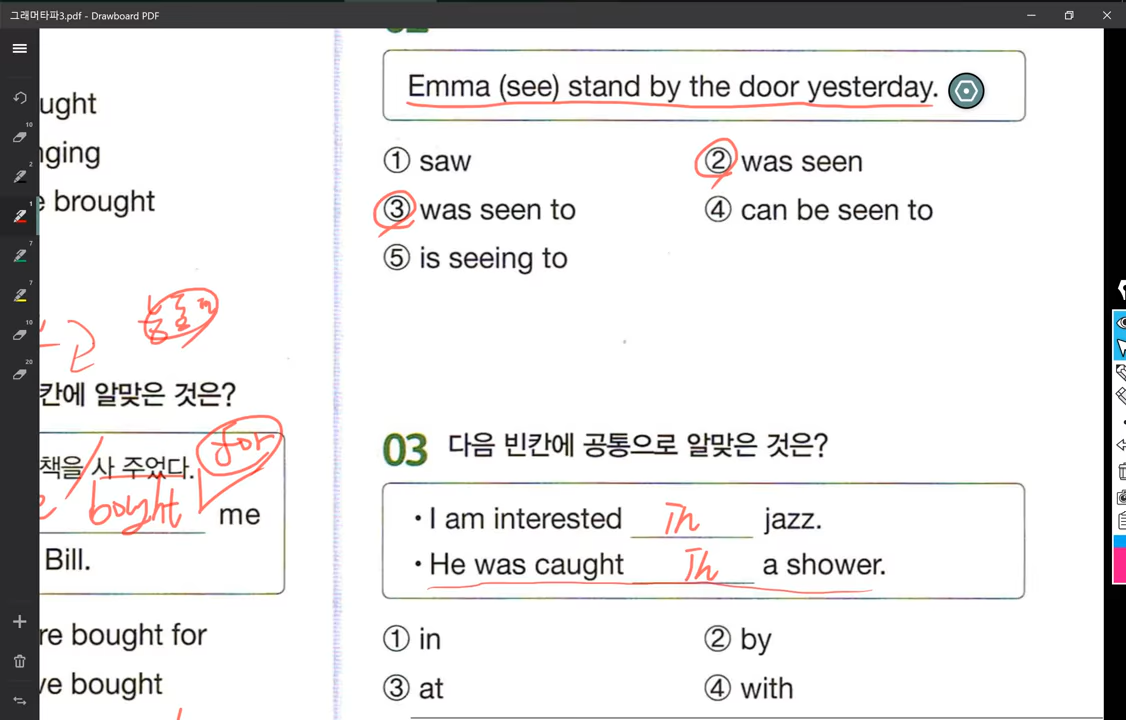 그래머타파3.pdf - Drawboard PDF
ught
nging
e brought
칸에 알맞은 것은?
책을 사 주었다.
for
bought me
Bill.
re bought for
ve bought
Emma (see) stand by the door yesterday.
① saw
② was seen
③ was seen to
④ can be seen to
⑤ is seeing to
03 다음 빈칸에 공통으로 알맞은 것은?
• I am interested in jazz.
• He was caught in a shower.
① in
② by
③ at
④ with